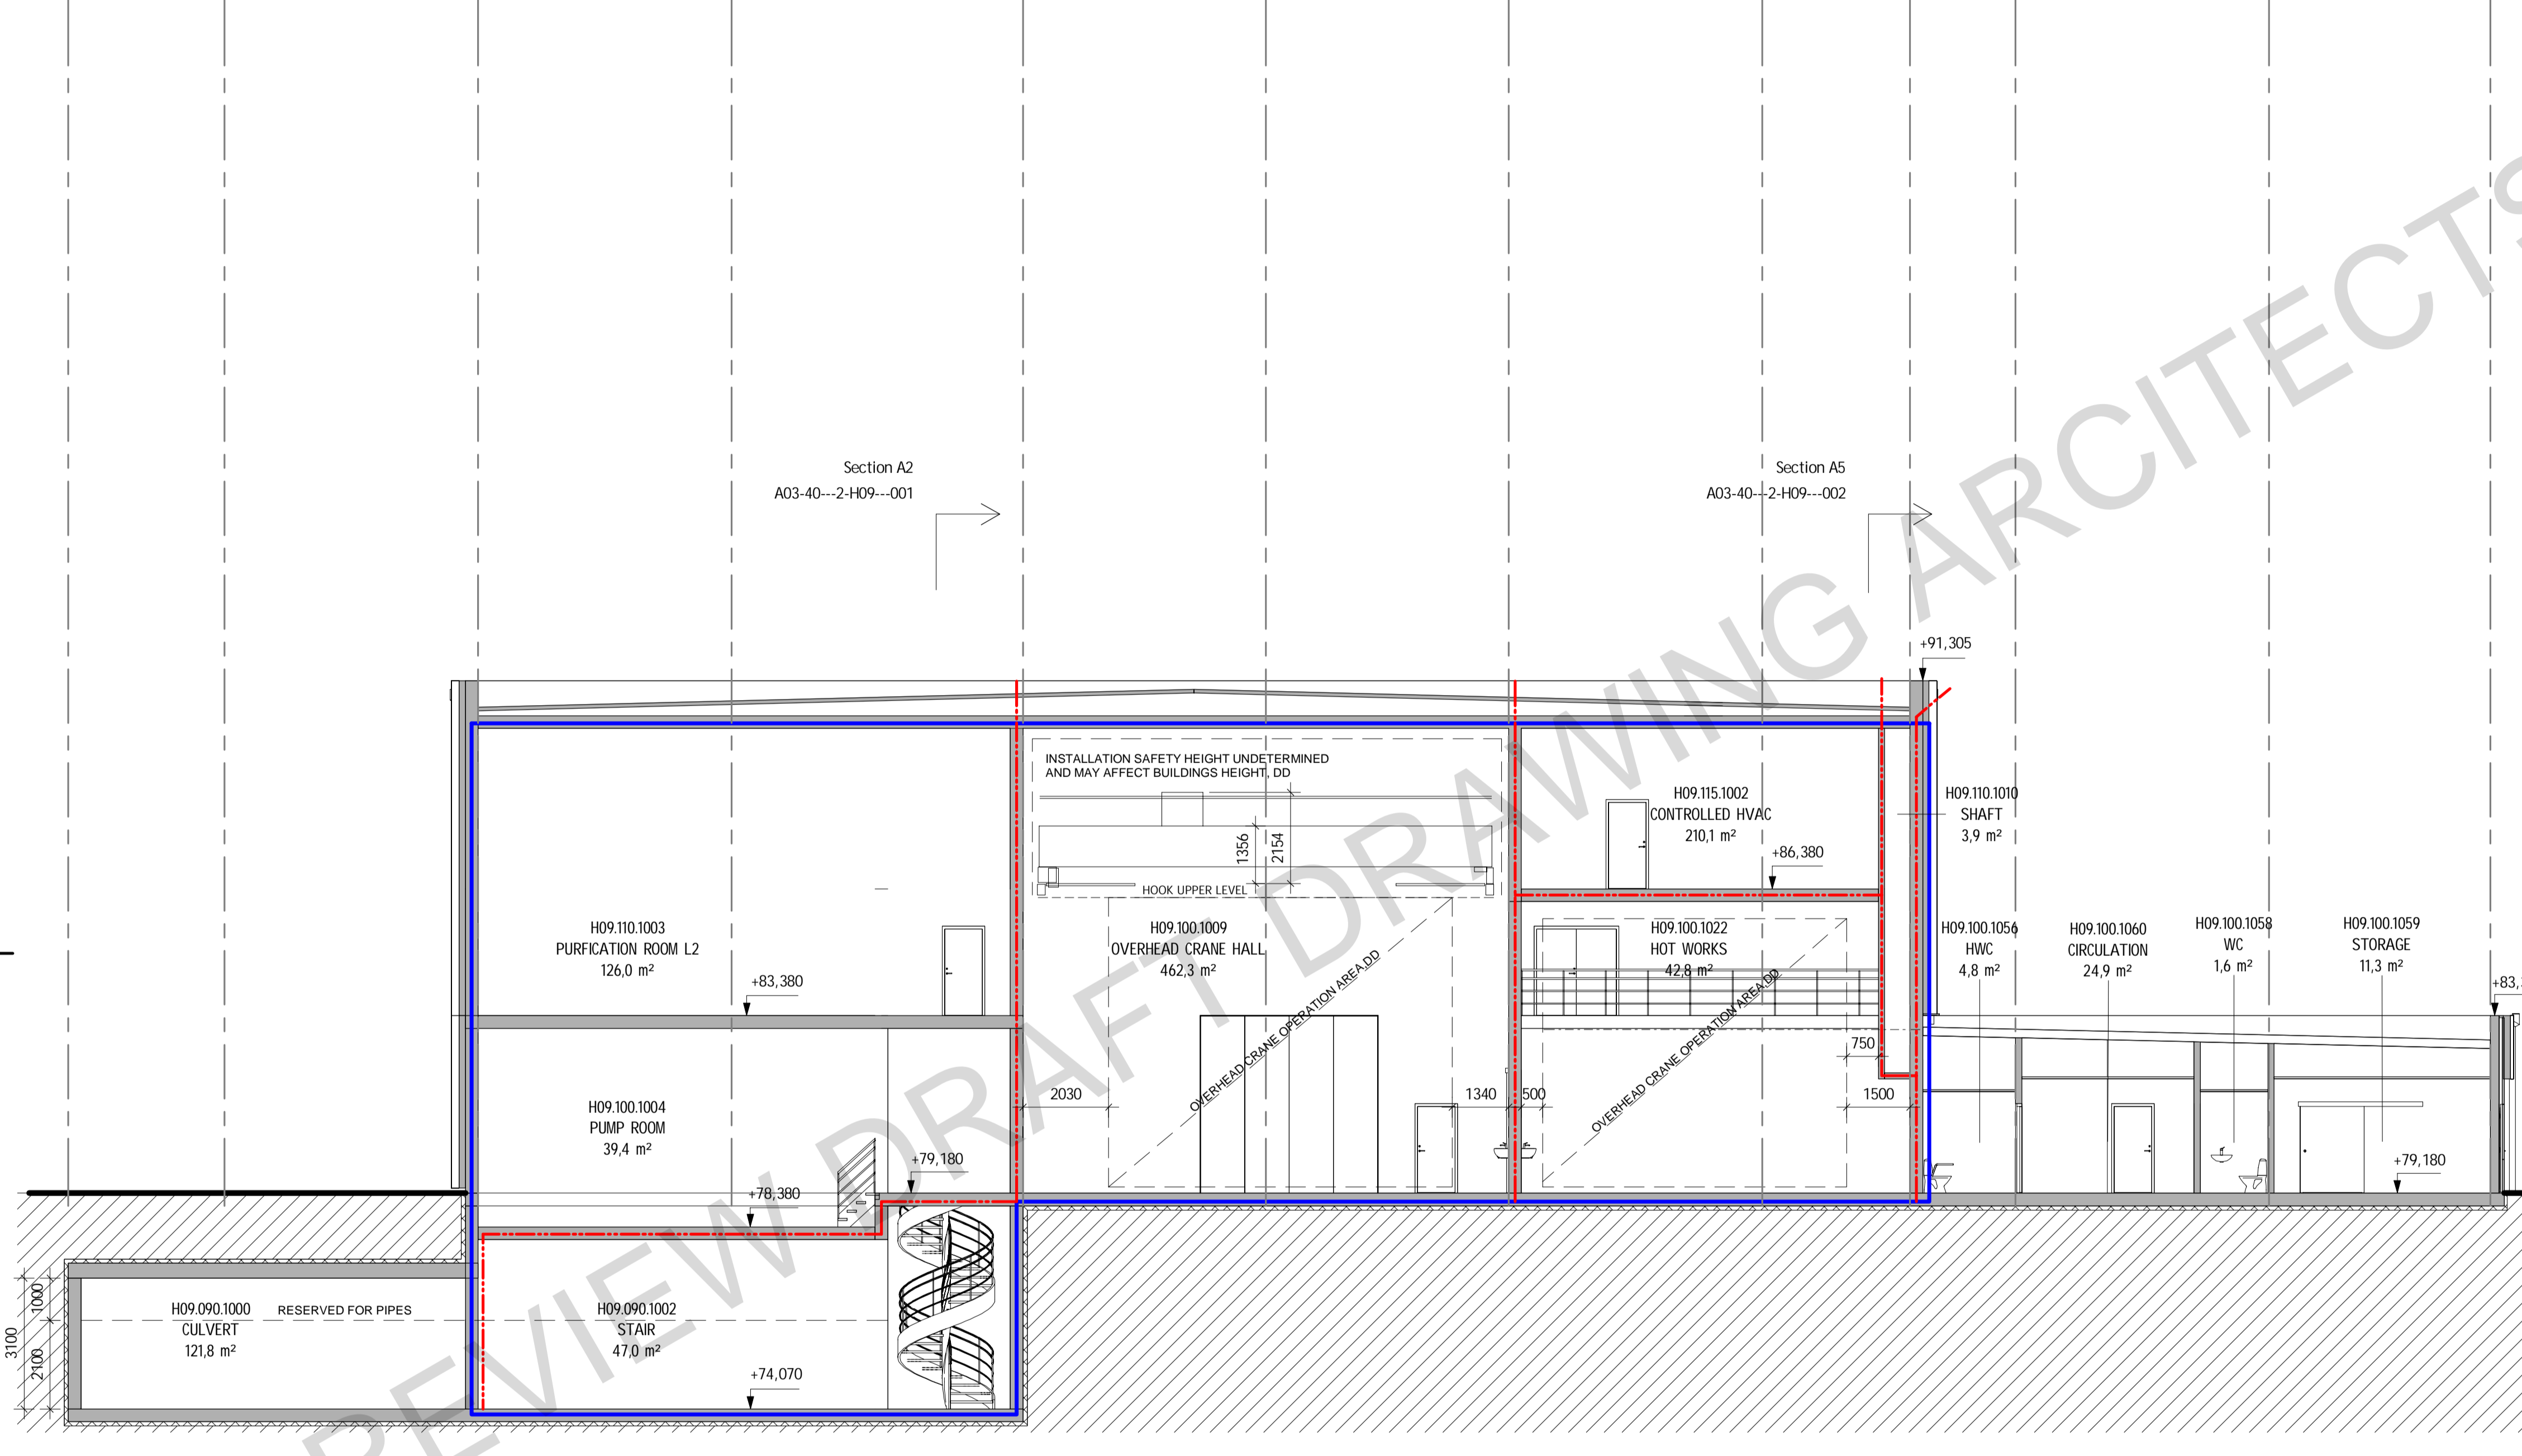 Section A2
A03-40---2-H09---001
Section A5
A03-40---2-H09---002
+91,305
INSTALLATION SAFETY HEIGHT UNDETERMINED
AND MAY AFFECT BUILDINGS HEIGHT, DD
1356
2154
HOOK UPPER LEVEL
H09.115.1002
CONTROLLED HVAC
210,1 m²
+86,380
H09.110.1010
SHAFT
3,9 m²
H09.110.1003
PURFICATION ROOM L2
126,0 m²
+83,380
H09.100.1009
OVERHEAD CRANE HALL
462,3 m²
OVERHEAD CRANE OPERATION AREA,DD
H09.100.1022
HOT WORKS
42,8 m²
OVERHEAD CRANE OPERATION AREA,DD
H09.100.1056
HWC
4,8 m²
H09.100.1060
CIRCULATION
24,9 m²
H09.100.1058
WC
1,6 m²
H09.100.1059
STORAGE
11,3 m²
750
2030
1340
500
1500
H09.100.1004
PUMP ROOM
39,4 m²
+79,180
+78,380
+79,180
H09.090.1000
CULVERT
121,8 m²
RESERVED FOR PIPES
1000
3100
2100
H09.090.1002
STAIR
47,0 m²
+74,070
REVIEW DRAFT DRAWING ARCITECTS